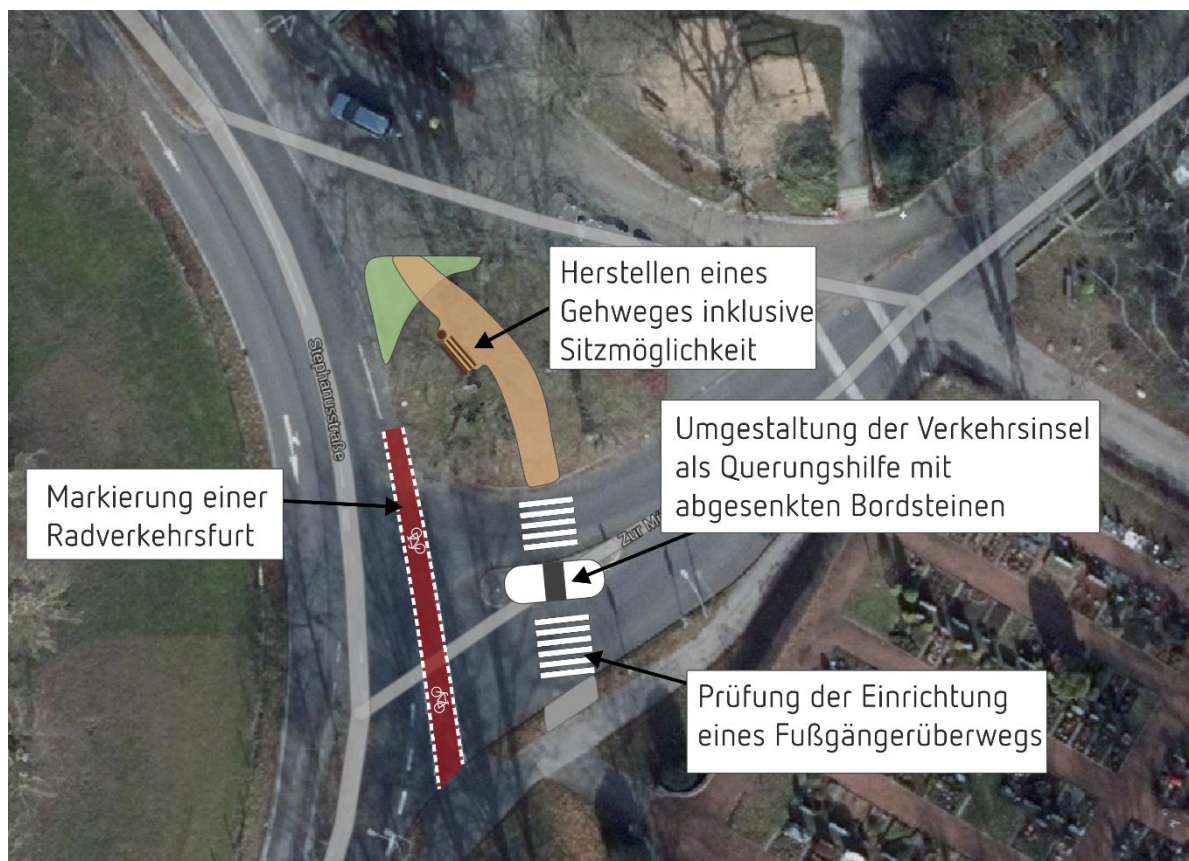 Herstellen eines
Gehweges inklusive
Sitzmöglichkeit
Stephanusstraße
Umgestaltung der Verkehrsinsel
als Querungshilfe mit
abgesenkten Bordsteinen
Markierung einer
Radverkehrsfurt
Zur
Prüfung der Einrichtung
eines Fußgängerüberwegs